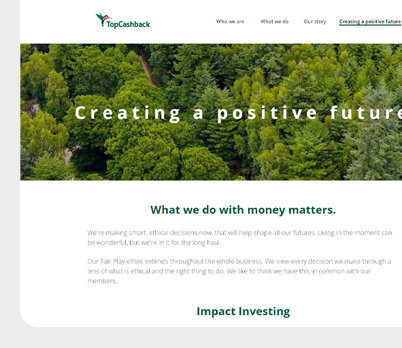 TopCashback
Who we are What we do Our story Creating a positive future
Creating a positive future
What we do with money matters.
We're making smart, ethical decisions now, that will help shape all our futures. Living in the moment can
be wonderful, but we're in it for the long haul.
Our Fair Play ethos extends throughout the whole business. We view every decision we make through a
lens of what is ethical and the right thing to do. We like to think we have this in common with our
members.
Impact Investing